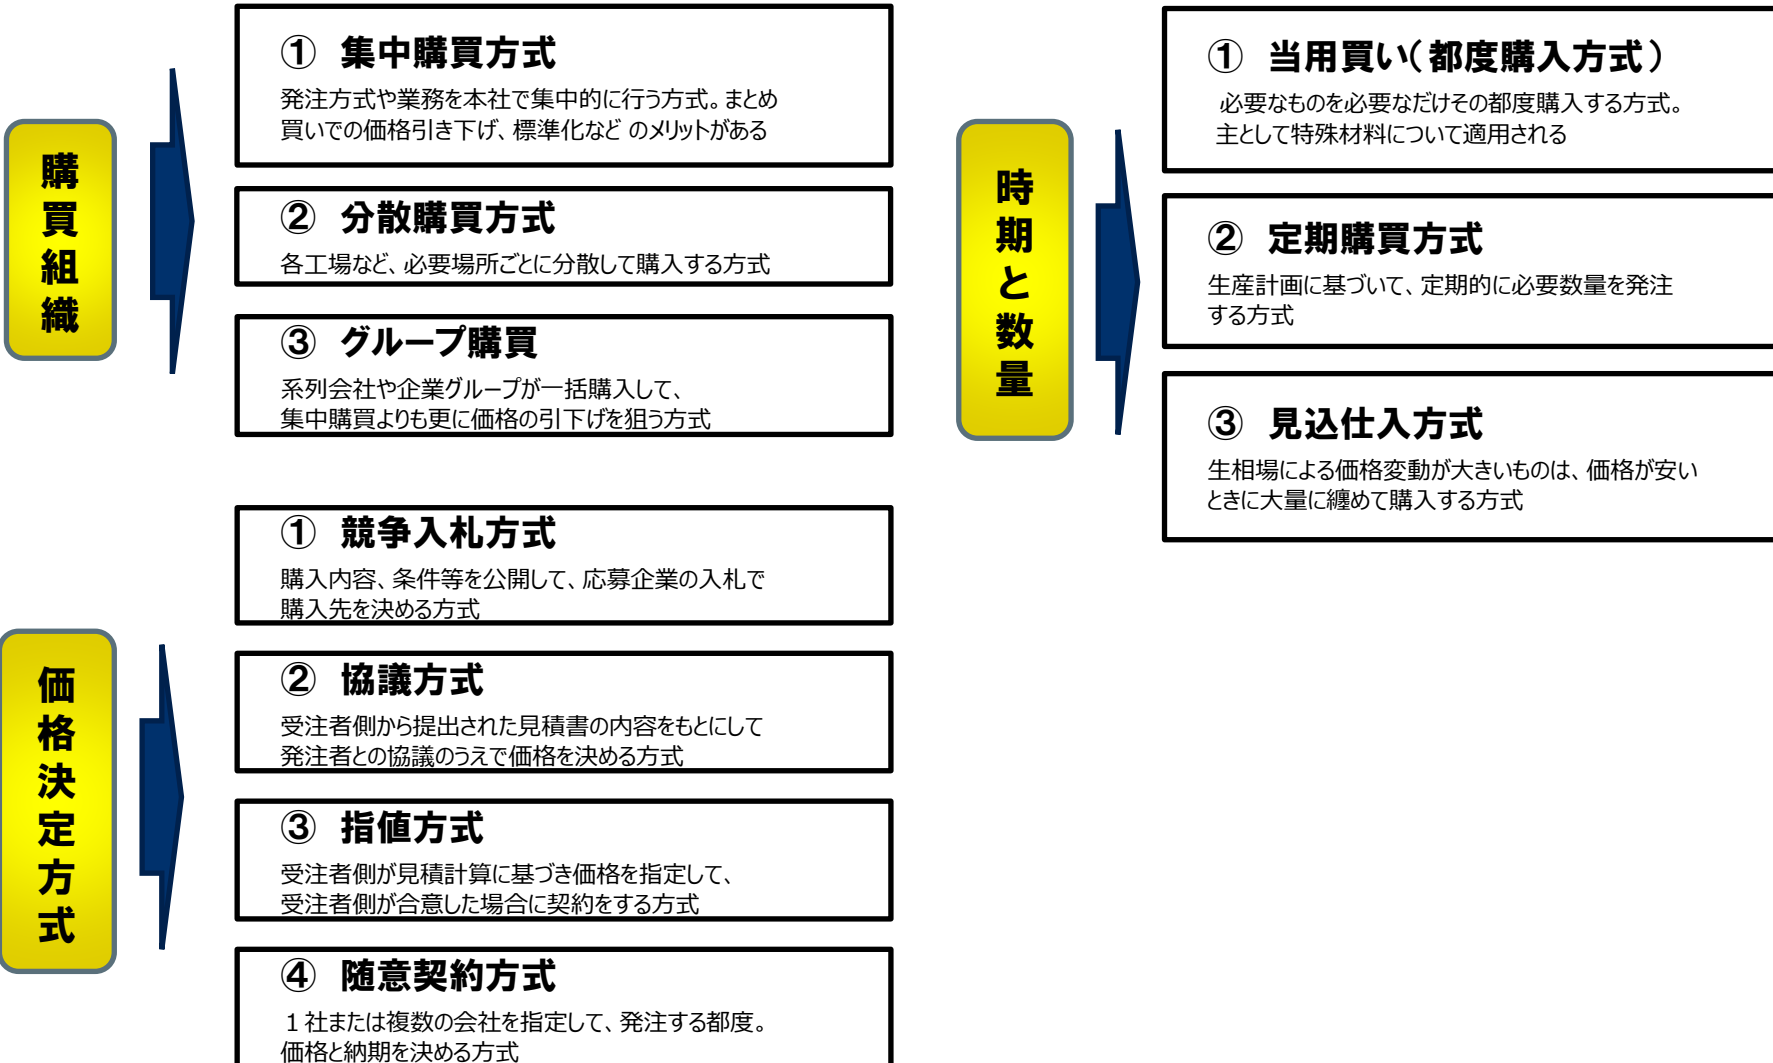 購買組織
① 集中購買方式
発注方式や業務を本社で集中的に行う方式。まとめ
買いでの価格引き下げ、標準化など のメリットがある
② 分散購買方式
各工場など、必要場所ごとに分散して購入する方式
③ グループ購買
系列会社や企業グループが一括購入して、
集中購買よりも更に価格の引下げを狙う方式
価格決定方式
① 競争入札方式
購入内容、条件等を公開して、応募企業の入札で
購入先を決める方式
② 協議方式
受注者側から提出された見積書の内容をもとにして
発注者との協議のうえで価格を決める方式
③ 指値方式
受注者側が見積計算に基づき価格を指定して、
受注者側が合意した場合に契約をする方式
④ 随意契約方式
１社または複数の会社を指定して、発注する都度。
価格と納期を決める方式
時期と数量
① 当用買い（都度購入方式）
必要なものを必要なだけその都度購入する方式。
主として特殊材料について適用される
② 定期購買方式
生産計画に基づいて、定期的に必要数量を発注
する方式
③ 見込仕入方式
生相場による価格変動が大きいものは、価格が安い
ときに大量に纏めて購入する方式